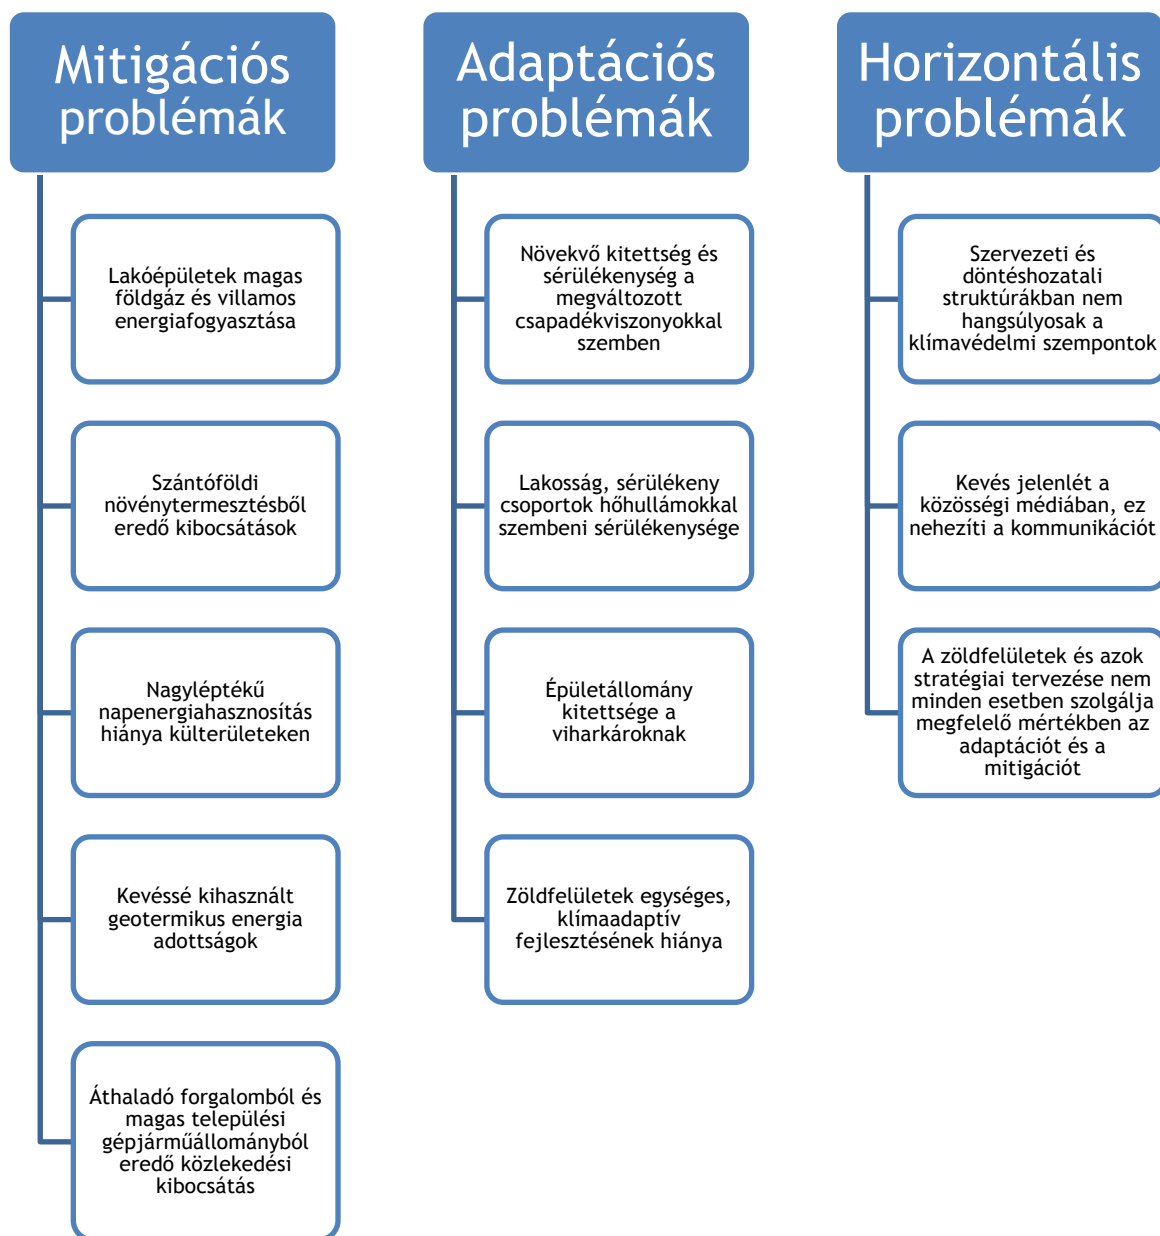 Mitigációs
problémák
Lakóépületek magas
földgáz és villamos
energiafogyasztása
Szántóföldi
növénytermesztésből
eredő kibocsátások
Nagyléptékű
napenergiahasznosítás
hiánya külterületeken
Kevéssé kihasznált
geotermikus energia
adottságok
Áthaladó forgalomból és
magas települési
gépjárműállományból
eredő közlekedési
kibocsátás
Adaptációs
problémák
Növekvő kitettség és
sérülékenység a
megváltozott
csapadékviszonyokkal
szemben
Lakosság, sérülékeny
csoportok hőhullámokkal
szembeni sérülékenysége
Épületállomány
kitettsége a
viharkároknak
Zöldfelületek egységes,
klímaadaptív
fejlesztésének hiánya
Horizontális
problémák
Szervezeti és
döntéshozatali
struktúrákban nem
hangsúlyosak a
klímavédelmi szempontok
Kevés jelenlét a
közösségi médiában, ez
nehezíti a kommunikációt
A zöldfelületek és azok
stratégiai tervezése nem
minden esetben szolgálja
megfelelő mértékben az
adaptációt és a
mitigációt